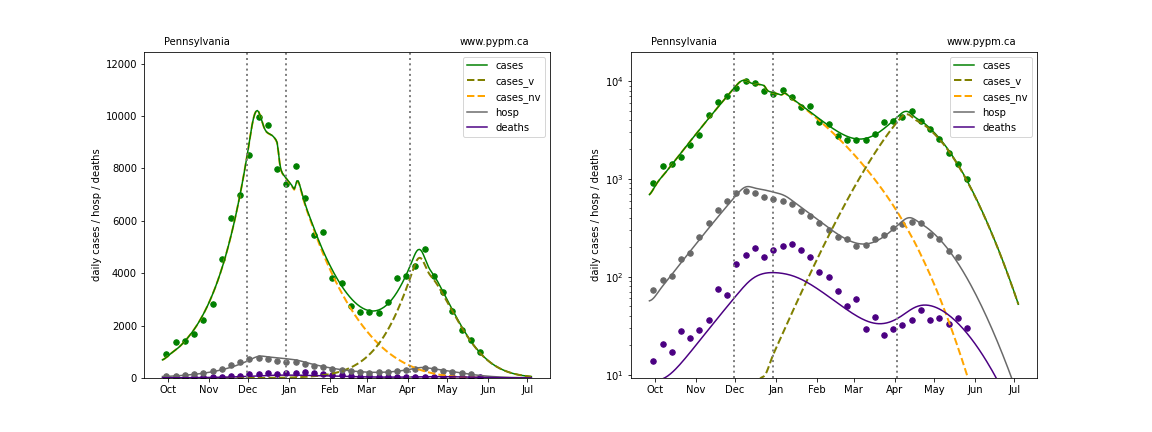 Pennsylvania
www.pypm.ca
daily cases / hosp / deaths
12000
10000
8000
6000
4000
2000
0
cases
cases_v
cases_nv
hosp
deaths
Oct Nov Dec Jan Feb Mar Apr May Jun Jul
Pennsylvania
www.pypm.ca
daily cases / hosp / deaths
10⁴
10³
10²
10¹
cases
cases_v
cases_nv
hosp
deaths
Oct Nov Dec Jan Feb Mar Apr May Jun Jul